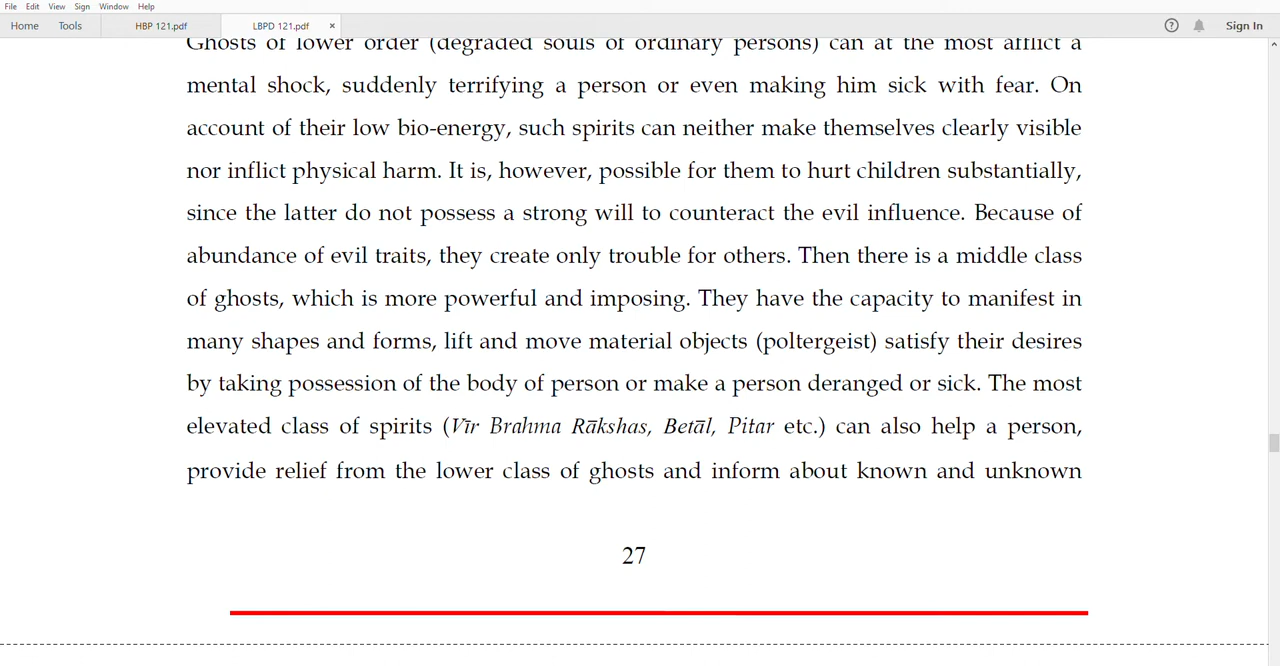 File Edit View Sign Window Help
Home Tools HBP 121.pdf LBPD 121.pdf × ? Sign In
Ghosts of lower order (degraded souls of ordinary persons) can at the most afflict a
mental shock, suddenly terrifying a person or even making him sick with fear. On
account of their low bio-energy, such spirits can neither make themselves clearly visible
nor inflict physical harm. It is, however, possible for them to hurt children substantially,
since the latter do not possess a strong will to counteract the evil influence. Because of
abundance of evil traits, they create only trouble for others. Then there is a middle class
of ghosts, which is more powerful and imposing. They have the capacity to manifest in
many shapes and forms, lift and move material objects (poltergeist) satisfy their desires
by taking possession of the body of person or make a person deranged or sick. The most
elevated class of spirits (Vīr Brahma Rākshas, Betāl, Pitar etc.) can also help a person,
provide relief from the lower class of ghosts and inform about known and unknown
27